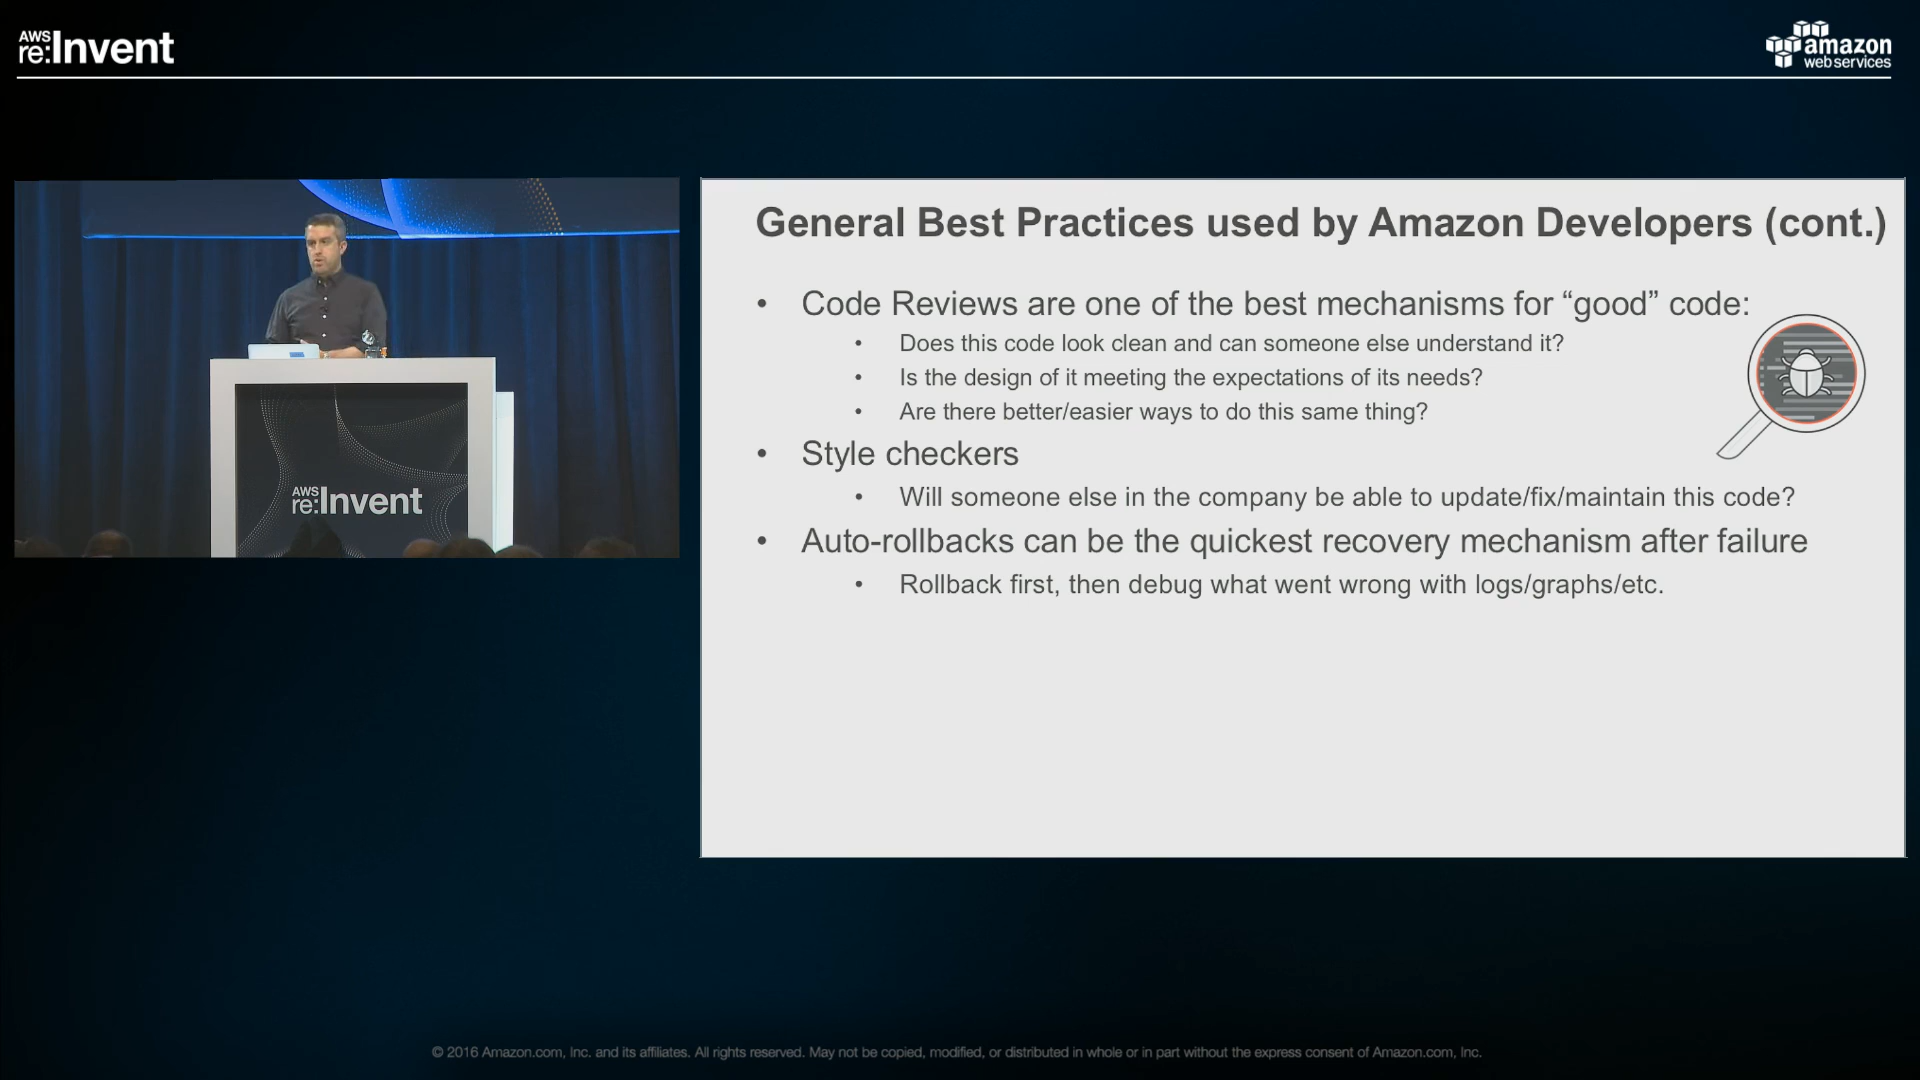 AWS
re:Invent
amazon
web services
AWS
re:Invent
General Best Practices used by Amazon Developers (cont.)
• Code Reviews are one of the best mechanisms for “good” code:
• Does this code look clean and can someone else understand it?
• Is the design of it meeting the expectations of its needs?
• Are there better/easier ways to do this same thing?
• Style checkers
• Will someone else in the company be able to update/fix/maintain this code?
• Auto-rollbacks can be the quickest recovery mechanism after failure
• Rollback first, then debug what went wrong with logs/graphs/etc.
© 2016 Amazon.com, Inc. and its affiliates. All rights reserved. May not be copied, modified, or distributed in whole or in part without the express consent of Amazon.com, Inc.